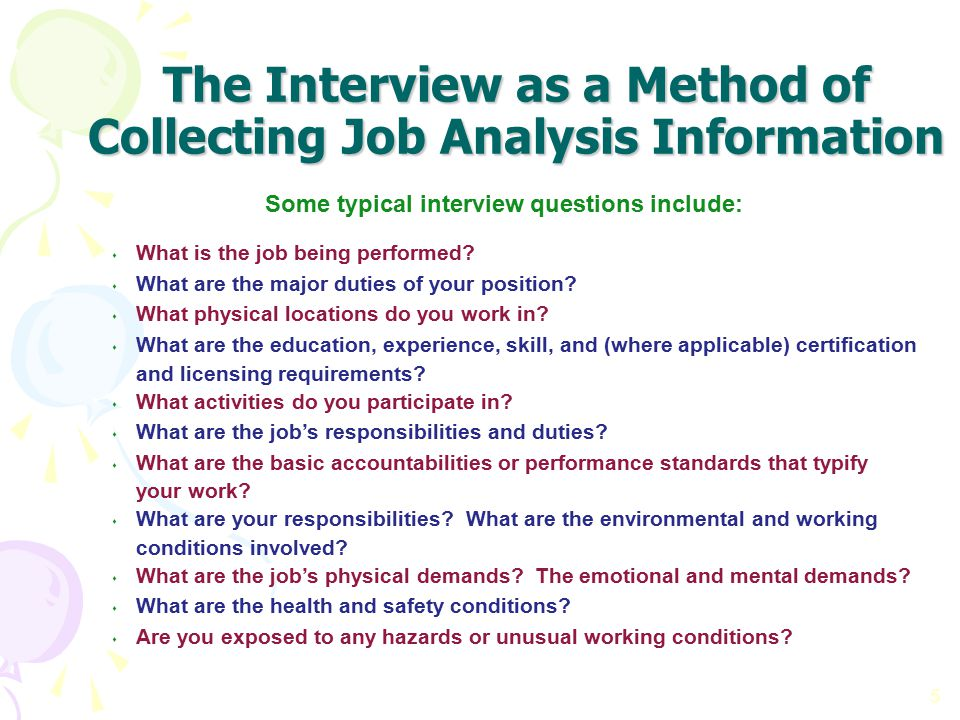 The Interview as a Method of
Collecting Job Analysis Information
Some typical interview questions include:
What is the job being performed?
What are the major duties of your position?
What physical locations do you work in?
What are the education, experience, skill, and (where applicable) certification
and licensing requirements?
What activities do you participate in?
What are the job’s responsibilities and duties?
What are the basic accountabilities or performance standards that typify
your work?
What are your responsibilities?  What are the environmental and working
conditions involved?
What are the job’s physical demands?  The emotional and mental demands?
What are the health and safety conditions?
Are you exposed to any hazards or unusual working conditions?
5